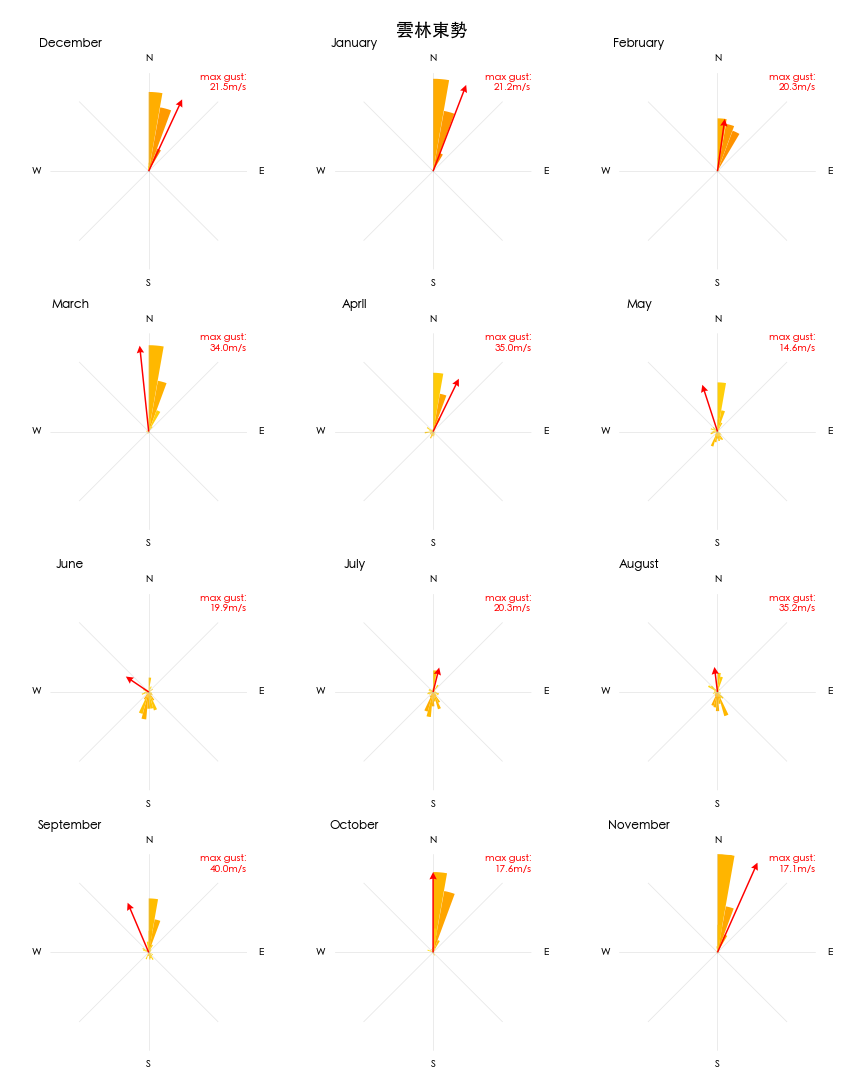 雲林東勢
December
N
max gust:
21.5m/s
W
E
S
January
N
max gust:
21.2m/s
W
E
S
February
N
max gust:
20.3m/s
W
E
S
March
N
max gust:
34.0m/s
W
E
S
April
N
max gust:
35.0m/s
W
E
S
May
N
max gust:
14.6m/s
W
E
S
June
N
max gust:
19.9m/s
W
E
S
July
N
max gust:
20.3m/s
W
E
S
August
N
max gust:
35.2m/s
W
E
S
September
N
max gust:
40.0m/s
W
E
S
October
N
max gust:
17.6m/s
W
E
S
November
N
max gust:
17.1m/s
W
E
S